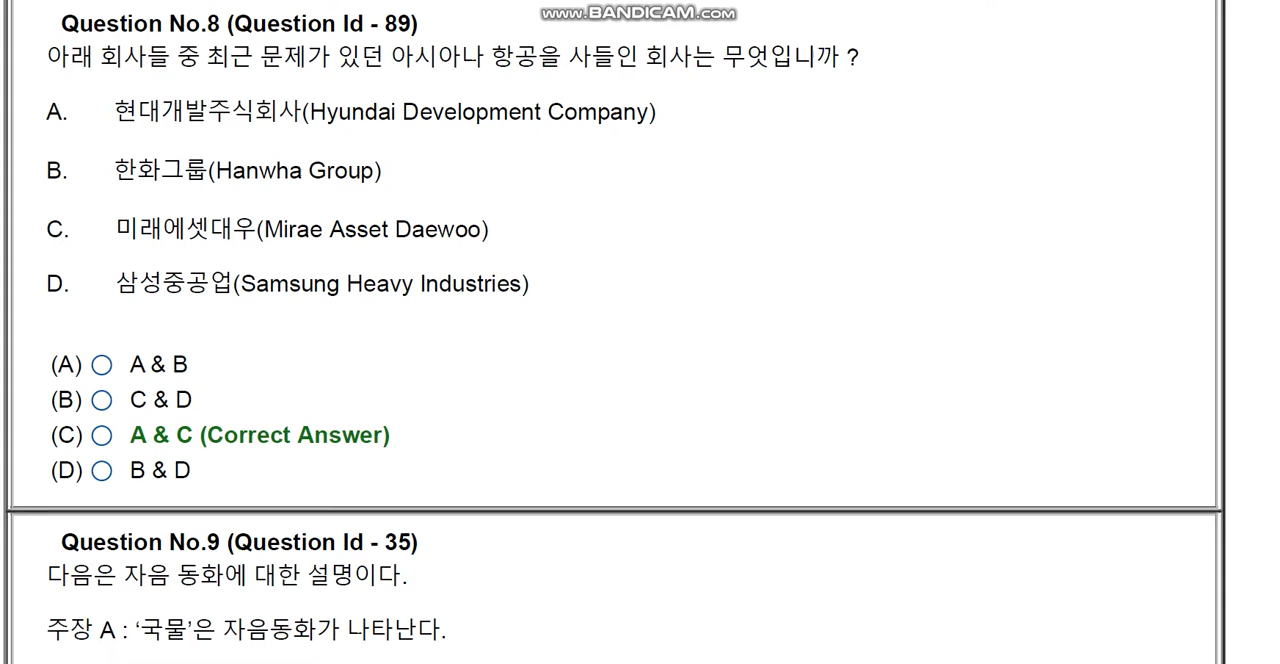 www.BANDICAM.com
Question No.8 (Question Id - 89)
아래 회사들 중 최근 문제가 있던 아시아나 항공을 사들인 회사는 무엇입니까 ?
A. 현대개발주식회사(Hyundai Development Company)
B. 한화그룹(Hanwha Group)
C. 미래에셋대우(Mirae Asset Daewoo)
D. 삼성중공업(Samsung Heavy Industries)
(A) A & B
(B) C & D
(C) A & C (Correct Answer)
(D) B & D
Question No.9 (Question Id - 35)
다음은 자음 동화에 대한 설명이다.
주장 A : ‘국물’은 자음동화가 나타난다.